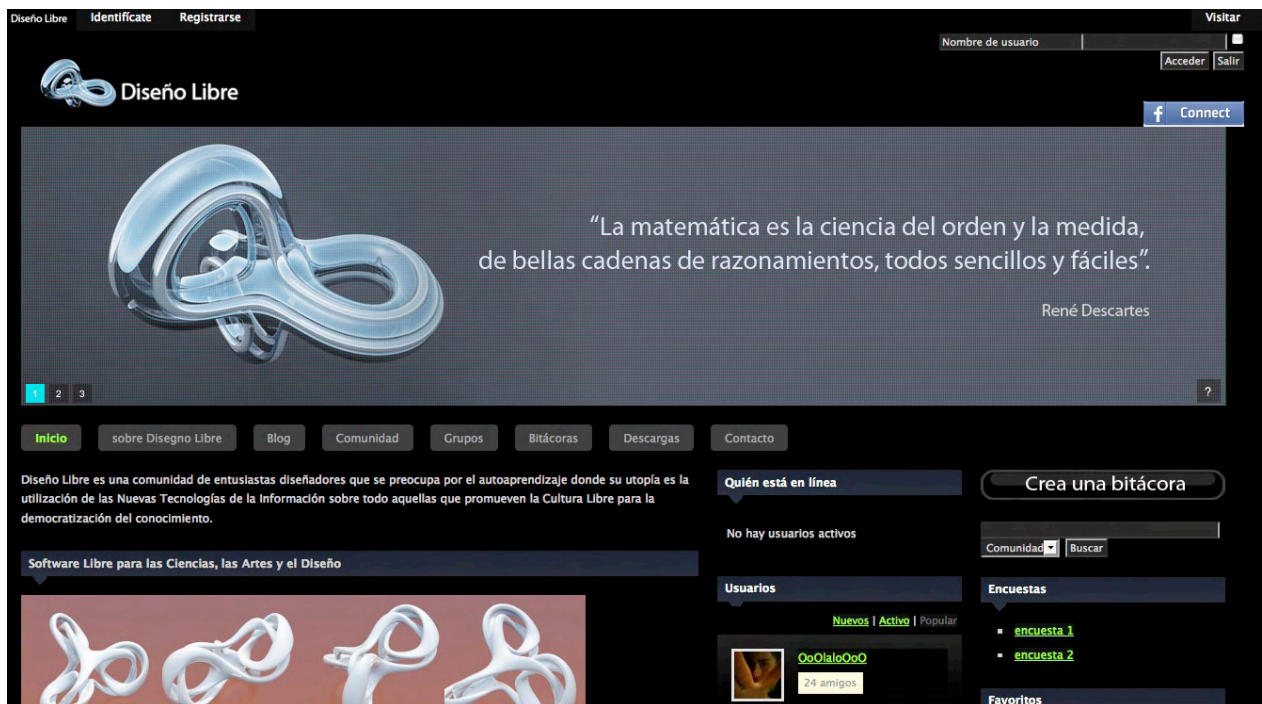 Diseño Libre Identifícate Registrarse Visitar
Nombre de usuario
Acceder Salir
Diseño Libre
f Connect
“La matemática es la ciencia del orden y la medida,
de bellas cadenas de razonamientos, todos sencillos y fáciles”.
René Descartes
1 2 3 ?
Inicio sobre Disegno Libre Blog Comunidad Grupos Bitácoras Descargas Contacto
Diseño Libre es una comunidad de entusiastas diseñadores que se preocupa por el autoaprendizaje donde su utopía es la
utilización de las Nuevas Tecnologías de la Información sobre todo aquellas que promueven la Cultura Libre para la
democratización del conocimiento.
Software Libre para las Ciencias, las Artes y el Diseño
Quién está en línea
No hay usuarios activos
Usuarios
Nuevos | Activo | Popular
OoOlaloOoO
24 amigos
Crea una bitácora
Comunidad Buscar
Encuestas
encuesta 1
encuesta 2
Favoritos